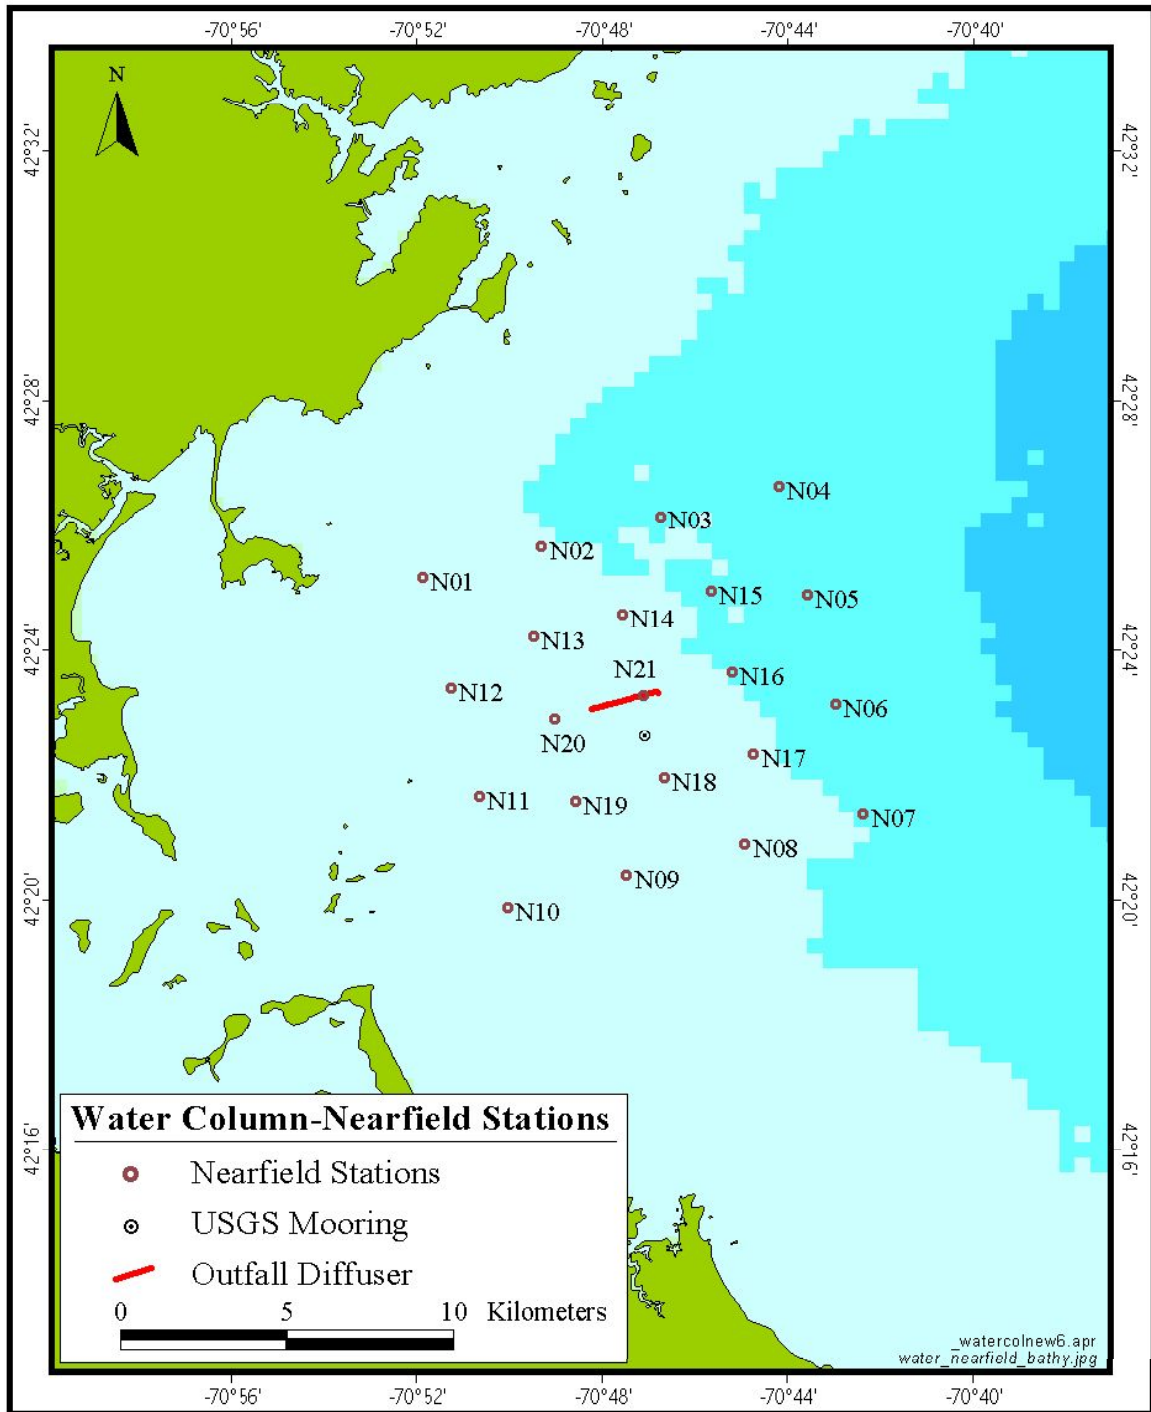 -70°56' -70°52' -70°48' -70°44' -70°40'
N
42°32' 42°32'
42°28' 42°28'
N04
N03
N02
N01
N15 N05
N14
N13
42°24' 42°24'
N21
N16
N12
N06
N20
N17
N18
N11 N19
N07
N08
N09
42°20' 42°20'
N10
Water Column-Nearfield Stations
42°16' 42°16'
Nearfield Stations
USGS Mooring
Outfall Diffuser
0 5 10 Kilometers
_watercolnew6.apr
water_nearfield_bathy.jpg
-70°56' -70°52' -70°48' -70°44' -70°40'